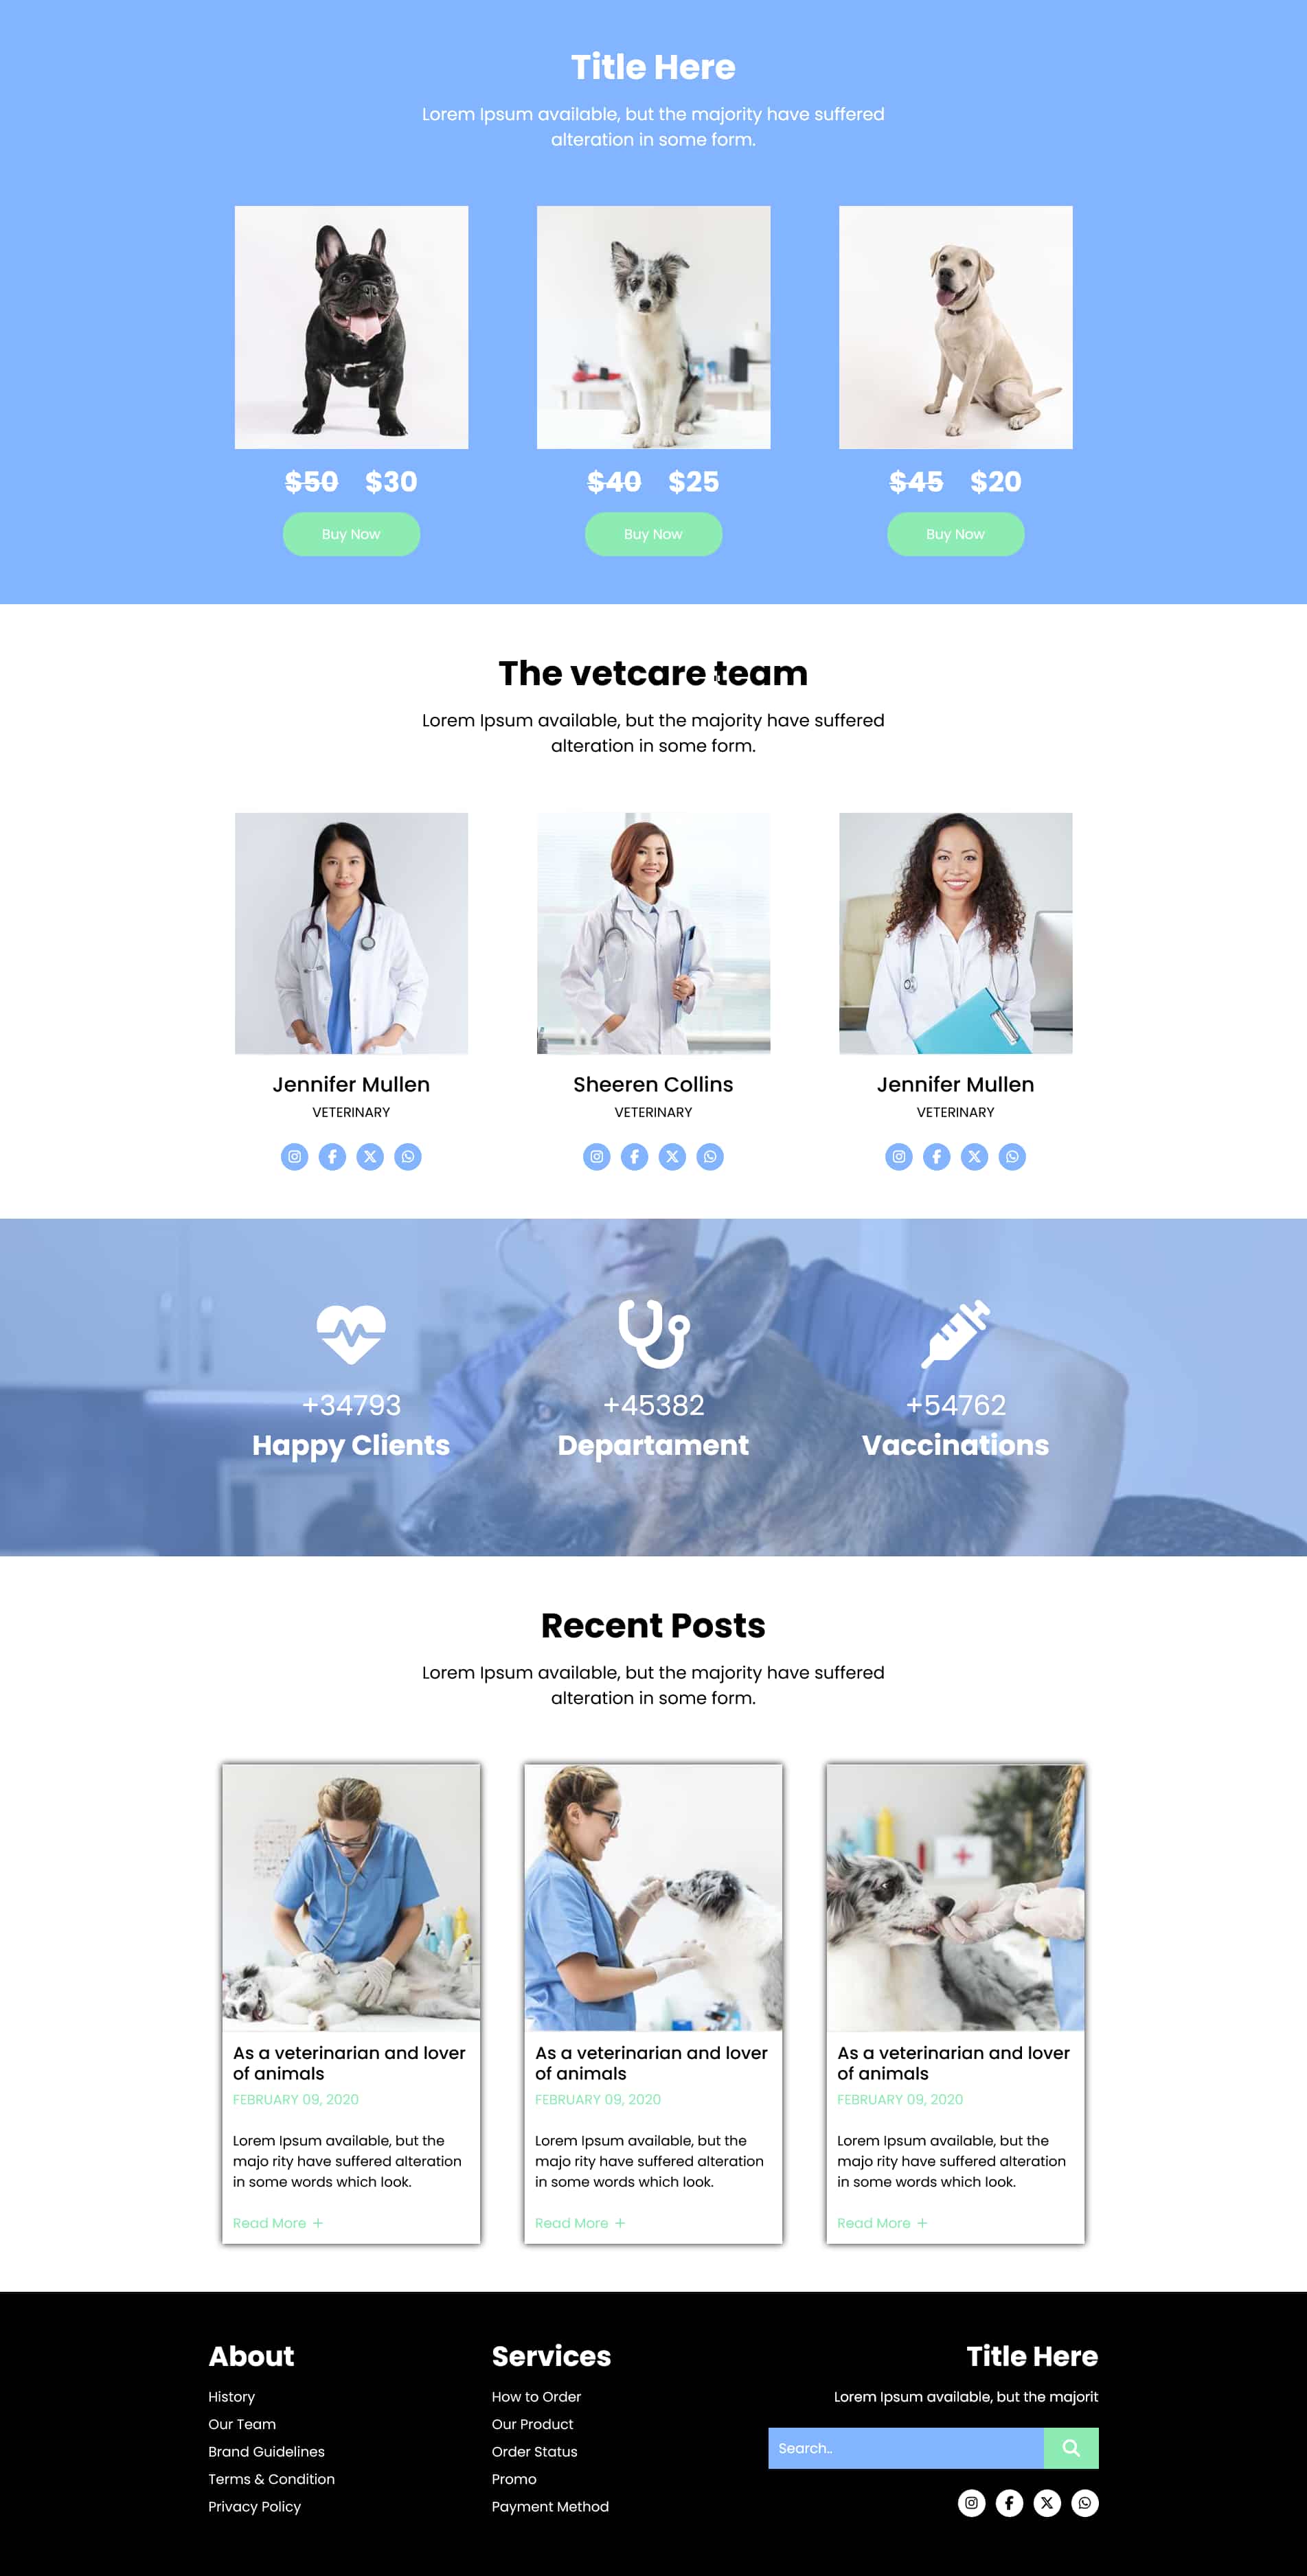 Title Here
Lorem Ipsum available, but the majority have suffered
alteration in some form.
$50 $30
Buy Now
$40 $25
Buy Now
$45 $20
Buy Now
The vetcare team
Lorem Ipsum available, but the majority have suffered
alteration in some form.
Jennifer Mullen
VETERINARY
Sheeren Collins
VETERINARY
Jennifer Mullen
VETERINARY
+34793
Happy Clients
+45382
Departament
+54762
Vaccinations
Recent Posts
Lorem Ipsum available, but the majority have suffered
alteration in some form.
As a veterinarian and lover
of animals
FEBRUARY 09, 2020
Lorem Ipsum available, but the
majo rity have suffered alteration
in some words which look.
Read More +
As a veterinarian and lover
of animals
FEBRUARY 09, 2020
Lorem Ipsum available, but the
majo rity have suffered alteration
in some words which look.
Read More +
As a veterinarian and lover
of animals
FEBRUARY 09, 2020
Lorem Ipsum available, but the
majo rity have suffered alteration
in some words which look.
Read More +
About
History
Our Team
Brand Guidelines
Terms & Condition
Privacy Policy
Services
How to Order
Our Product
Order Status
Promo
Payment Method
Title Here
Lorem Ipsum available, but the majorit
Search..